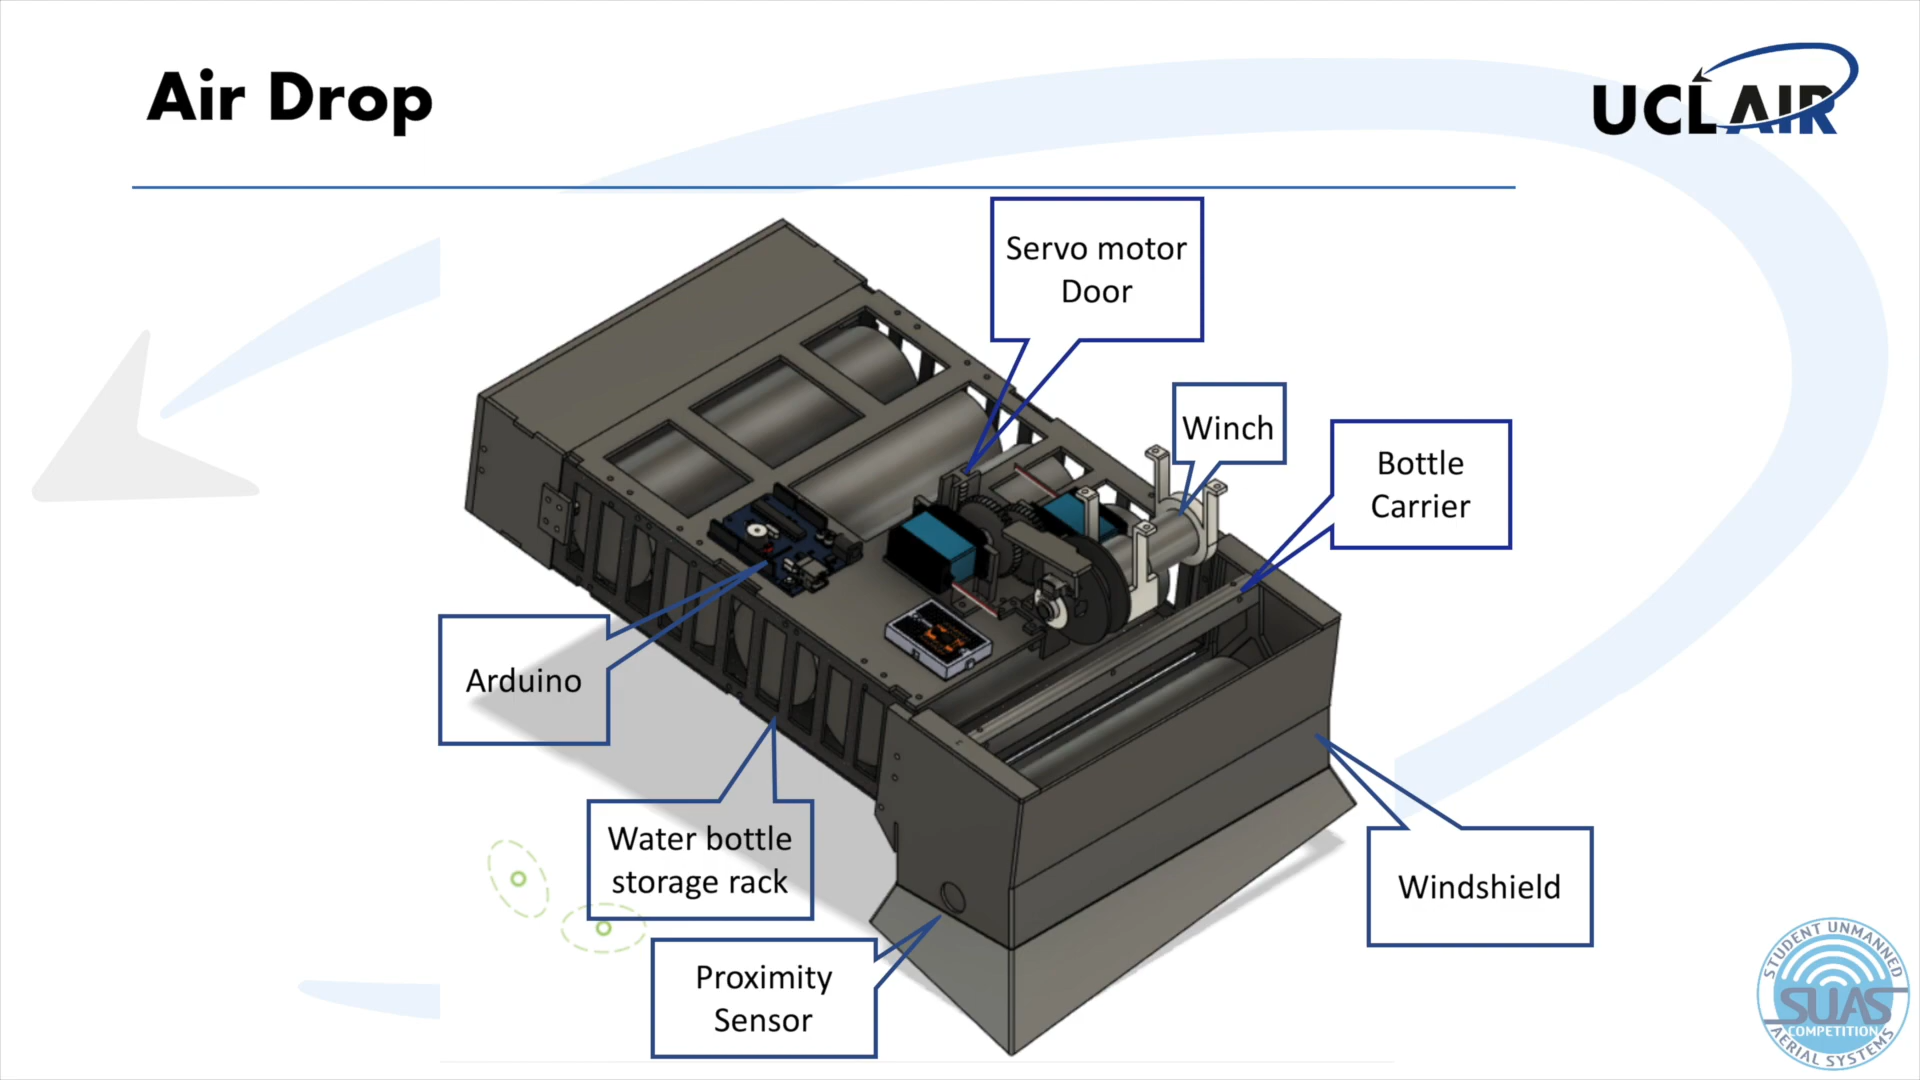 Air Drop
UCLAIR
Servo motor
Door
Winch
Bottle
Carrier
Arduino
Water bottle
storage rack
Windshield
Proximity
Sensor
STUDENT UNMANNED
SUAS
COMPETITION
AERIAL SYSTEMS